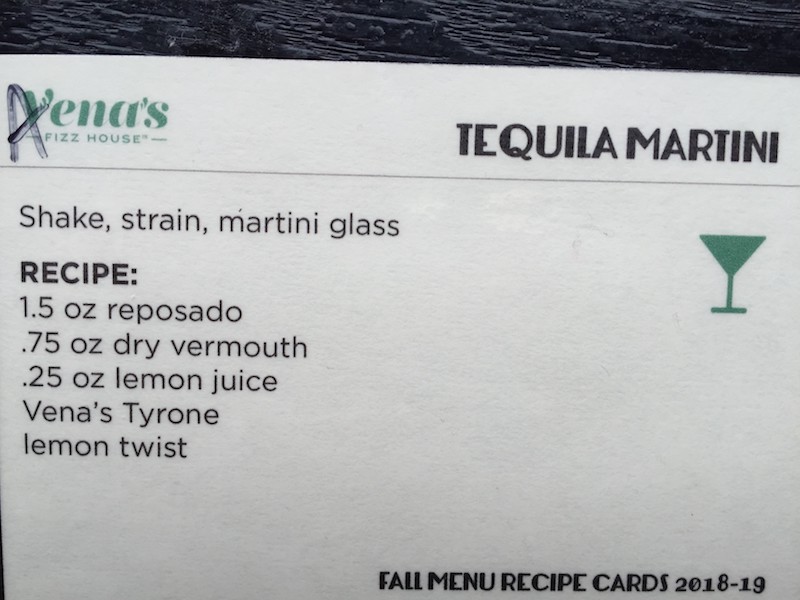 Vena's
FIZZ HOUSE™
TEQUILA MARTINI
Shake, strain, martini glass
RECIPE:
1.5 oz reposado
.75 oz dry vermouth
.25 oz lemon juice
Vena's Tyrone
lemon twist
FALL MENU RECIPE CARDS 2018-19